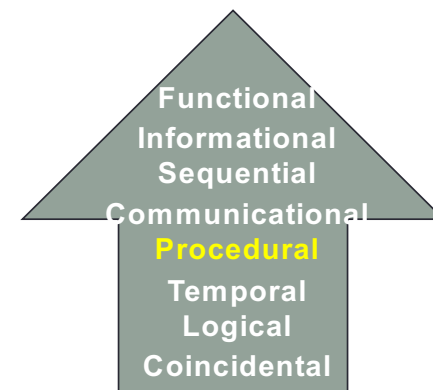 Functional
Informational
Sequential
Communicational
Procedural
Temporal
Logical
Coincidental